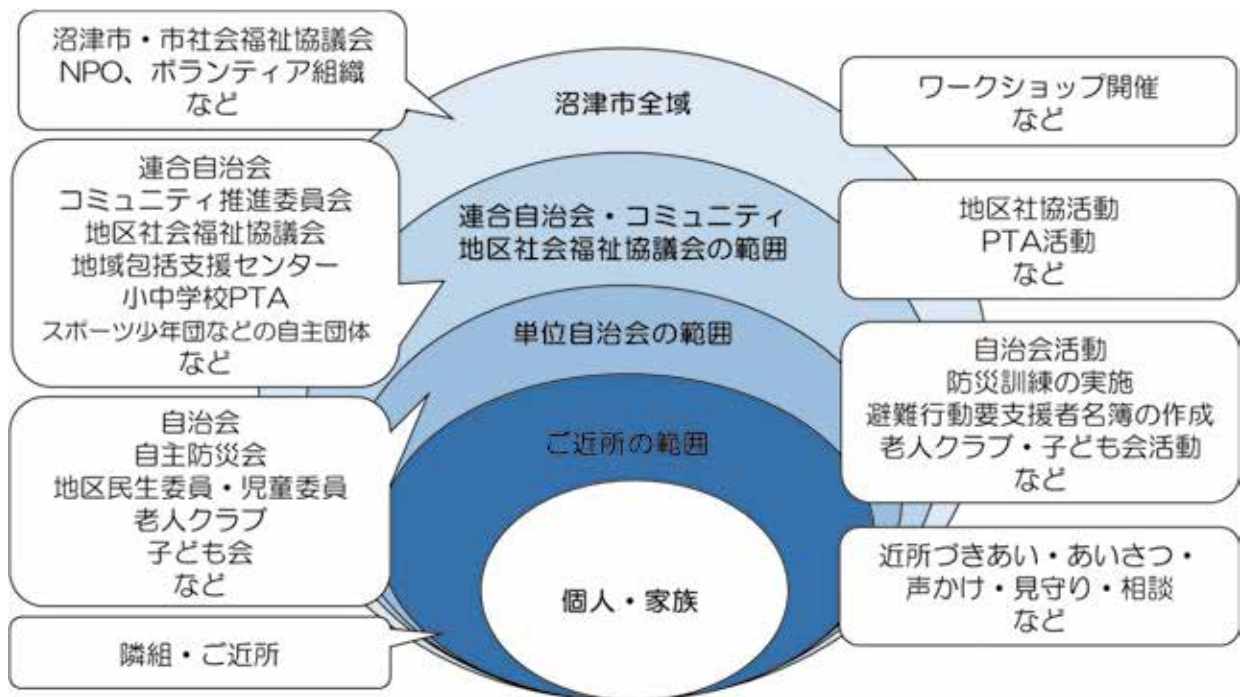 沼津市・市社会福祉協議会
NPO、ボランティア組織
など
連合自治会
コミュニティ推進委員会
地区社会福祉協議会
地域包括支援センター
小中学校PTA
スポーツ少年団などの自主団体
など
自治会
自主防災会
地区民生委員・児童委員
老人クラブ
子ども会
など
隣組・ご近所
沼津市全域
連合自治会・コミュニティ
地区社会福祉協議会の範囲
単位自治会の範囲
ご近所の範囲
個人・家族
ワークショップ開催
など
地区社協活動
PTA活動
など
自治会活動
防災訓練の実施
避難行動要支援者名簿の作成
老人クラブ・子ども会活動
など
近所づきあい・あいさつ・
声かけ・見守り・相談
など